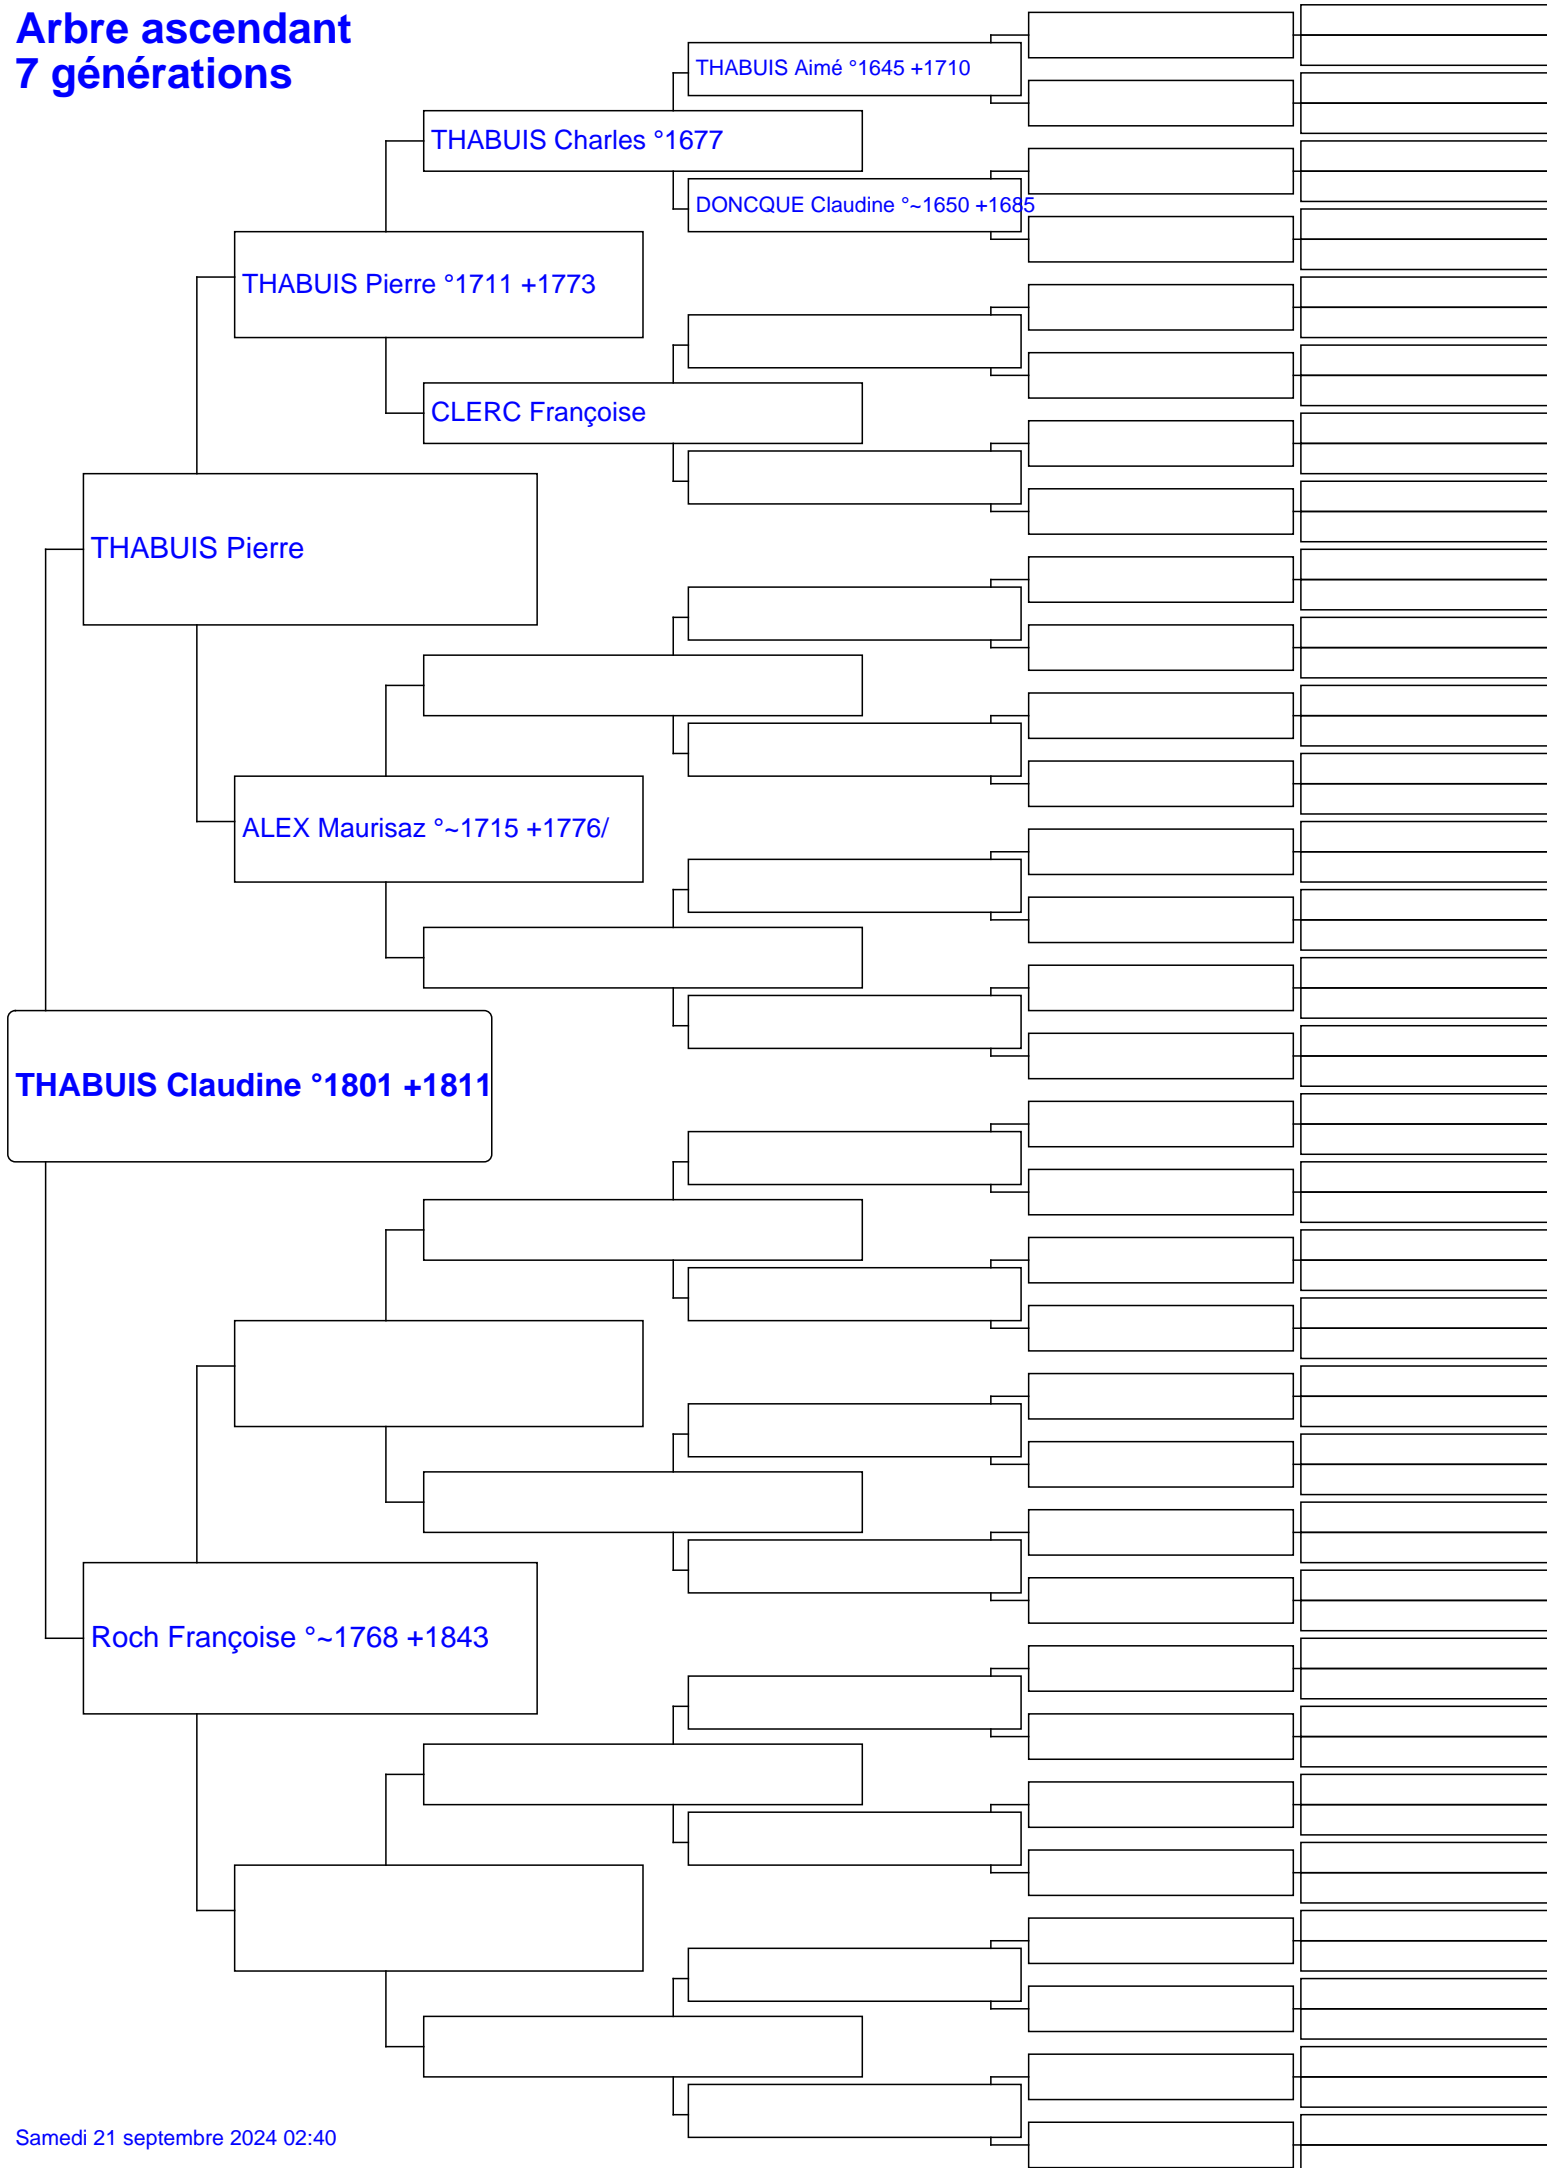 Arbre ascendant
7 générations
THABUIS Aimé °1645 +1710
THABUIS Charles °1677
DONCQUE Claudine °~1650 +1685
THABUIS Pierre °1711 +1773
CLERC Françoise
THABUIS Pierre
ALEX Maurisaz °~1715 +1776/
THABUIS Claudine °1801 +1811
Roch Françoise °~1768 +1843
Samedi 21 septembre 2024 02:40